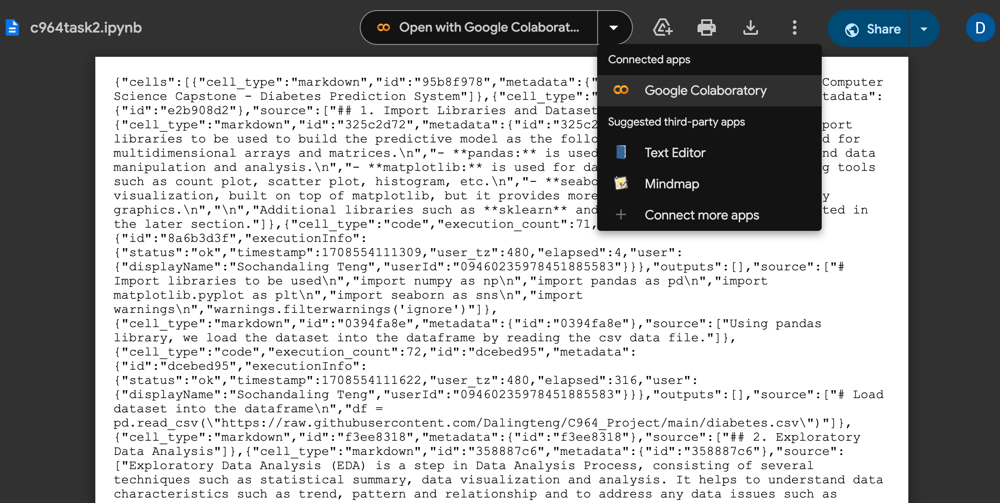 c964task2.ipynb
Open with Google Colaborat...
Share
D
Connected apps
Google Colaboratory
Suggested third-party apps
Text Editor
Mindmap
Connect more apps
{"cells":[{"cell_type":"markdown","id":"95b8f978","metadata":{" Computer
Science Capstone - Diabetes Prediction System"]},{"cell_type":" tadata":
{"id":"e2b908d2"},"source":["## 1. Import Libraries and Dataset
{"cell_type":"markdown","id":"325c2d72","metadata":{"id":"325c2 port
libraries to be used to build the predictive model as the follo d for
multidimensional arrays and matrices.\n","- **pandas:** is used nd data
manipulation and analysis.\n","- **matplotlib:** is used for da g tools
such as count plot, scatter plot, histogram, etc.\n","- **seabo
visualization, built on top of matplotlib, but it provides more y
graphics.\n","\n","Additional libraries such as **sklearn** and ted in
the later section."]},{"cell_type":"code","execution_count":71,
{"id":"8a6b3d3f","executionInfo":
{"status":"ok","timestamp":1708554111309,"user_tz":480,"elapsed":4,"user":
{"displayName":"Sochandaling Teng","userId":"09460235978451885583"}}},"outputs":[],"source":["#
Import libraries to be used\n","import numpy as np\n","import pandas as pd\n","import
matplotlib.pyplot as plt\n","import seaborn as sns\n","import
warnings\n","warnings.filterwarnings('ignore')"]},
{"cell_type":"markdown","id":"0394fa8e","metadata":{"id":"0394fa8e"},"source":["Using pandas
library, we load the dataset into the dataframe by reading the csv data file."]},
{"cell_type":"code","execution_count":72,"id":"dcebed95","metadata":
{"id":"dcebed95","executionInfo":
{"status":"ok","timestamp":1708554111622,"user_tz":480,"elapsed":316,"user":
{"displayName":"Sochandaling Teng","userId":"09460235978451885583"}}},"outputs":[],"source":["# Load
dataset into the dataframe\n","df =
pd.read_csv(\"https://raw.githubusercontent.com/Dalingteng/C964_Project/main/diabetes.csv\")"]},
{"cell_type":"markdown","id":"f3ee8318","metadata":{"id":"f3ee8318"},"source":["## 2. Exploratory
Data Analysis"]},{"cell_type":"markdown","id":"358887c6","metadata":{"id":"358887c6"},"source":
["Exploratory Data Analysis (EDA) is a step in Data Analysis Process, consisting of several
techniques such as statistical summary, data visualization and analysis. It helps to understand data
characteristics such as trend, pattern and relationship and to address any data issues such as